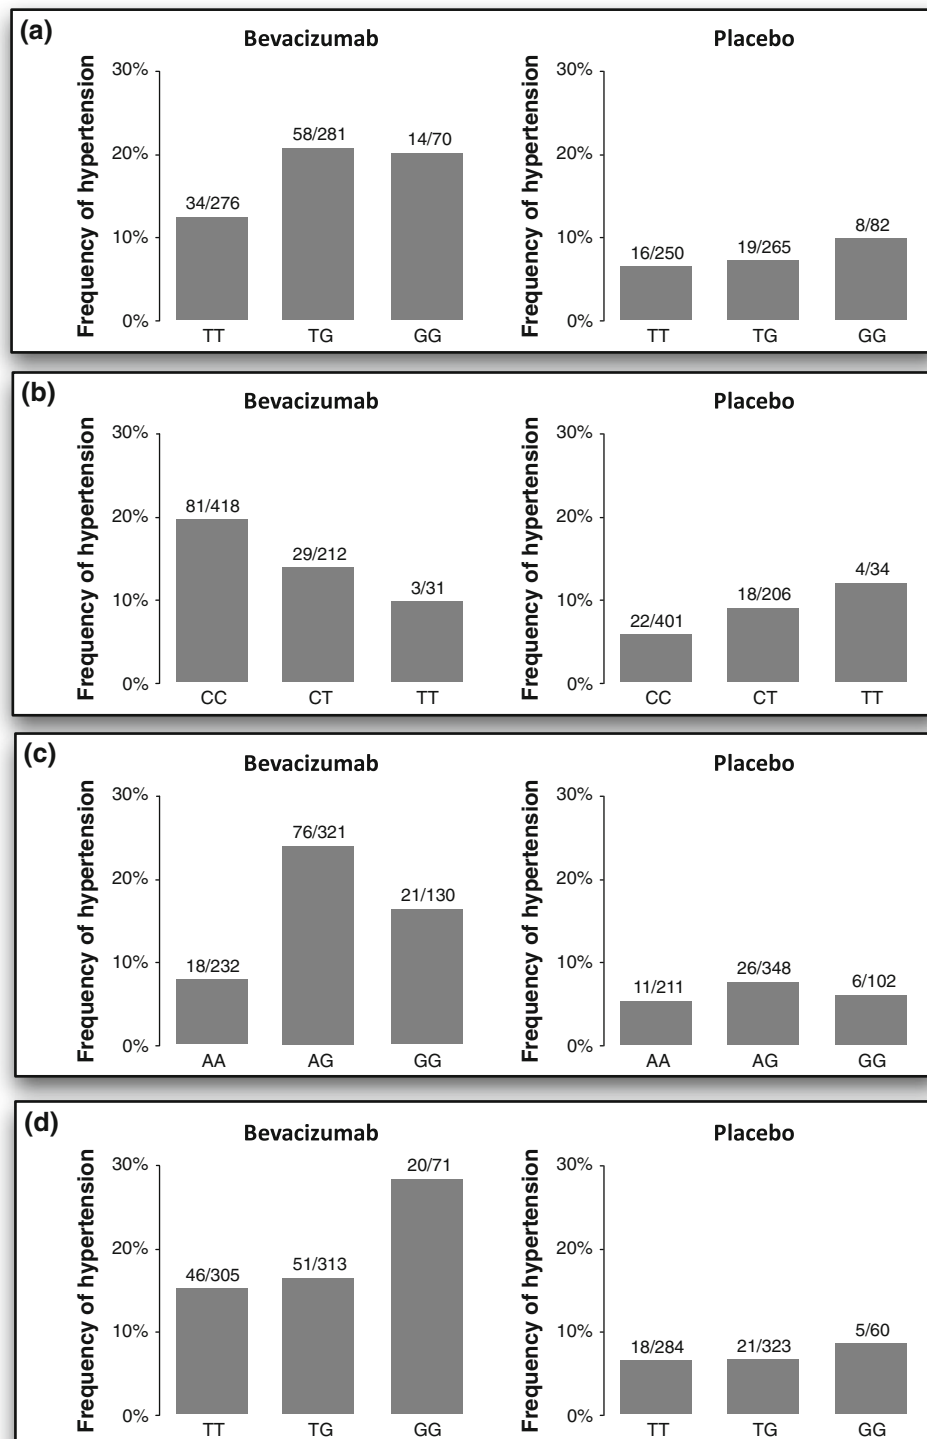 (a)
Bevacizumab
Placebo
Frequency of hypertension
30%
20%
10%
0%
34/276
58/281
14/70
TT
TG
GG
Frequency of hypertension
30%
20%
10%
0%
16/250
19/265
8/82
TT
TG
GG
(b)
Bevacizumab
Placebo
Frequency of hypertension
30%
20%
10%
0%
81/418
29/212
3/31
CC
CT
TT
Frequency of hypertension
30%
20%
10%
0%
22/401
18/206
4/34
CC
CT
TT
(c)
Bevacizumab
Placebo
Frequency of hypertension
30%
20%
10%
0%
18/232
76/321
21/130
AA
AG
GG
Frequency of hypertension
30%
20%
10%
0%
11/211
26/348
6/102
AA
AG
GG
(d)
Bevacizumab
Placebo
Frequency of hypertension
30%
20%
10%
0%
46/305
51/313
20/71
TT
TG
GG
Frequency of hypertension
30%
20%
10%
0%
18/284
21/323
5/60
TT
TG
GG